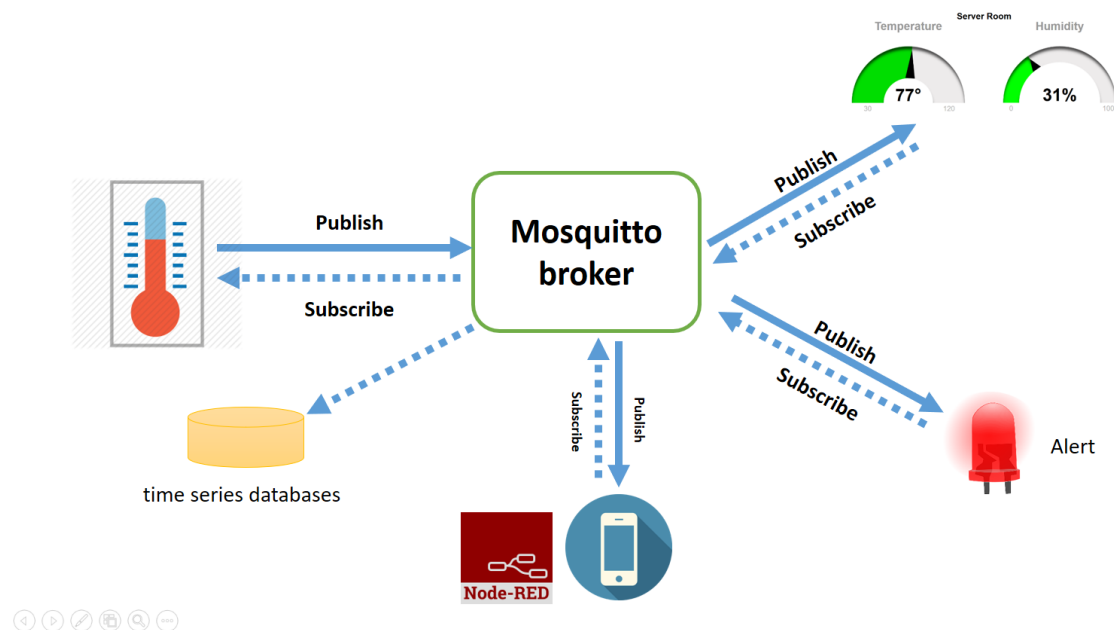 Server Room
Temperature
Humidity
77°
30
120
31%
0
100
Publish
Subscribe
Publish
Subscribe
Mosquitto
broker
Publish
Subscribe
Subscribe
Publish
Alert
time series databases
Node-RED